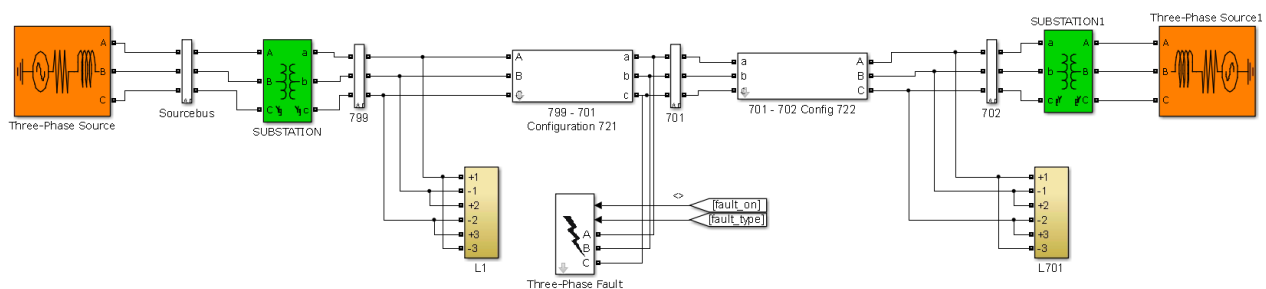 SUBSTATION1
Three-Phase Source1
A
B
C
Three-Phase Source
Sourcebus
A
B
C
a
b
c
SUBSTATION
799
A
B
a
b
c
799 - 701
Configuration 721
701
a
b
c
A
B
C
701 - 702 Config 722
702
a
b
c
A
B
C
A
B
C
+1
-1
+2
-2
+3
-3
L1
<>
[fault_on]
[fault_type]
A
B
C
Three-Phase Fault
+1
-1
+2
-2
+3
-3
L701